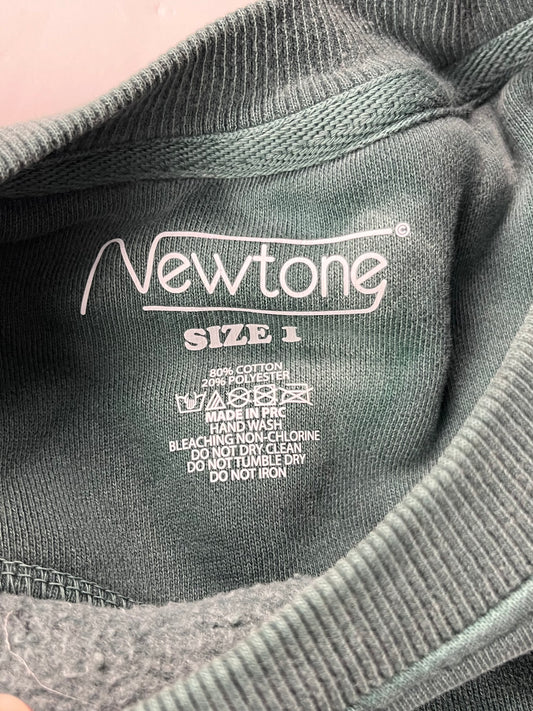 Newtone©
SIZE 1
80% COTTON
20% POLYESTER
MADE IN PRC
HAND WASH
BLEACHING NON-CHLORINE
DO NOT DRY CLEAN
DO NOT TUMBLE DRY
DO NOT IRON